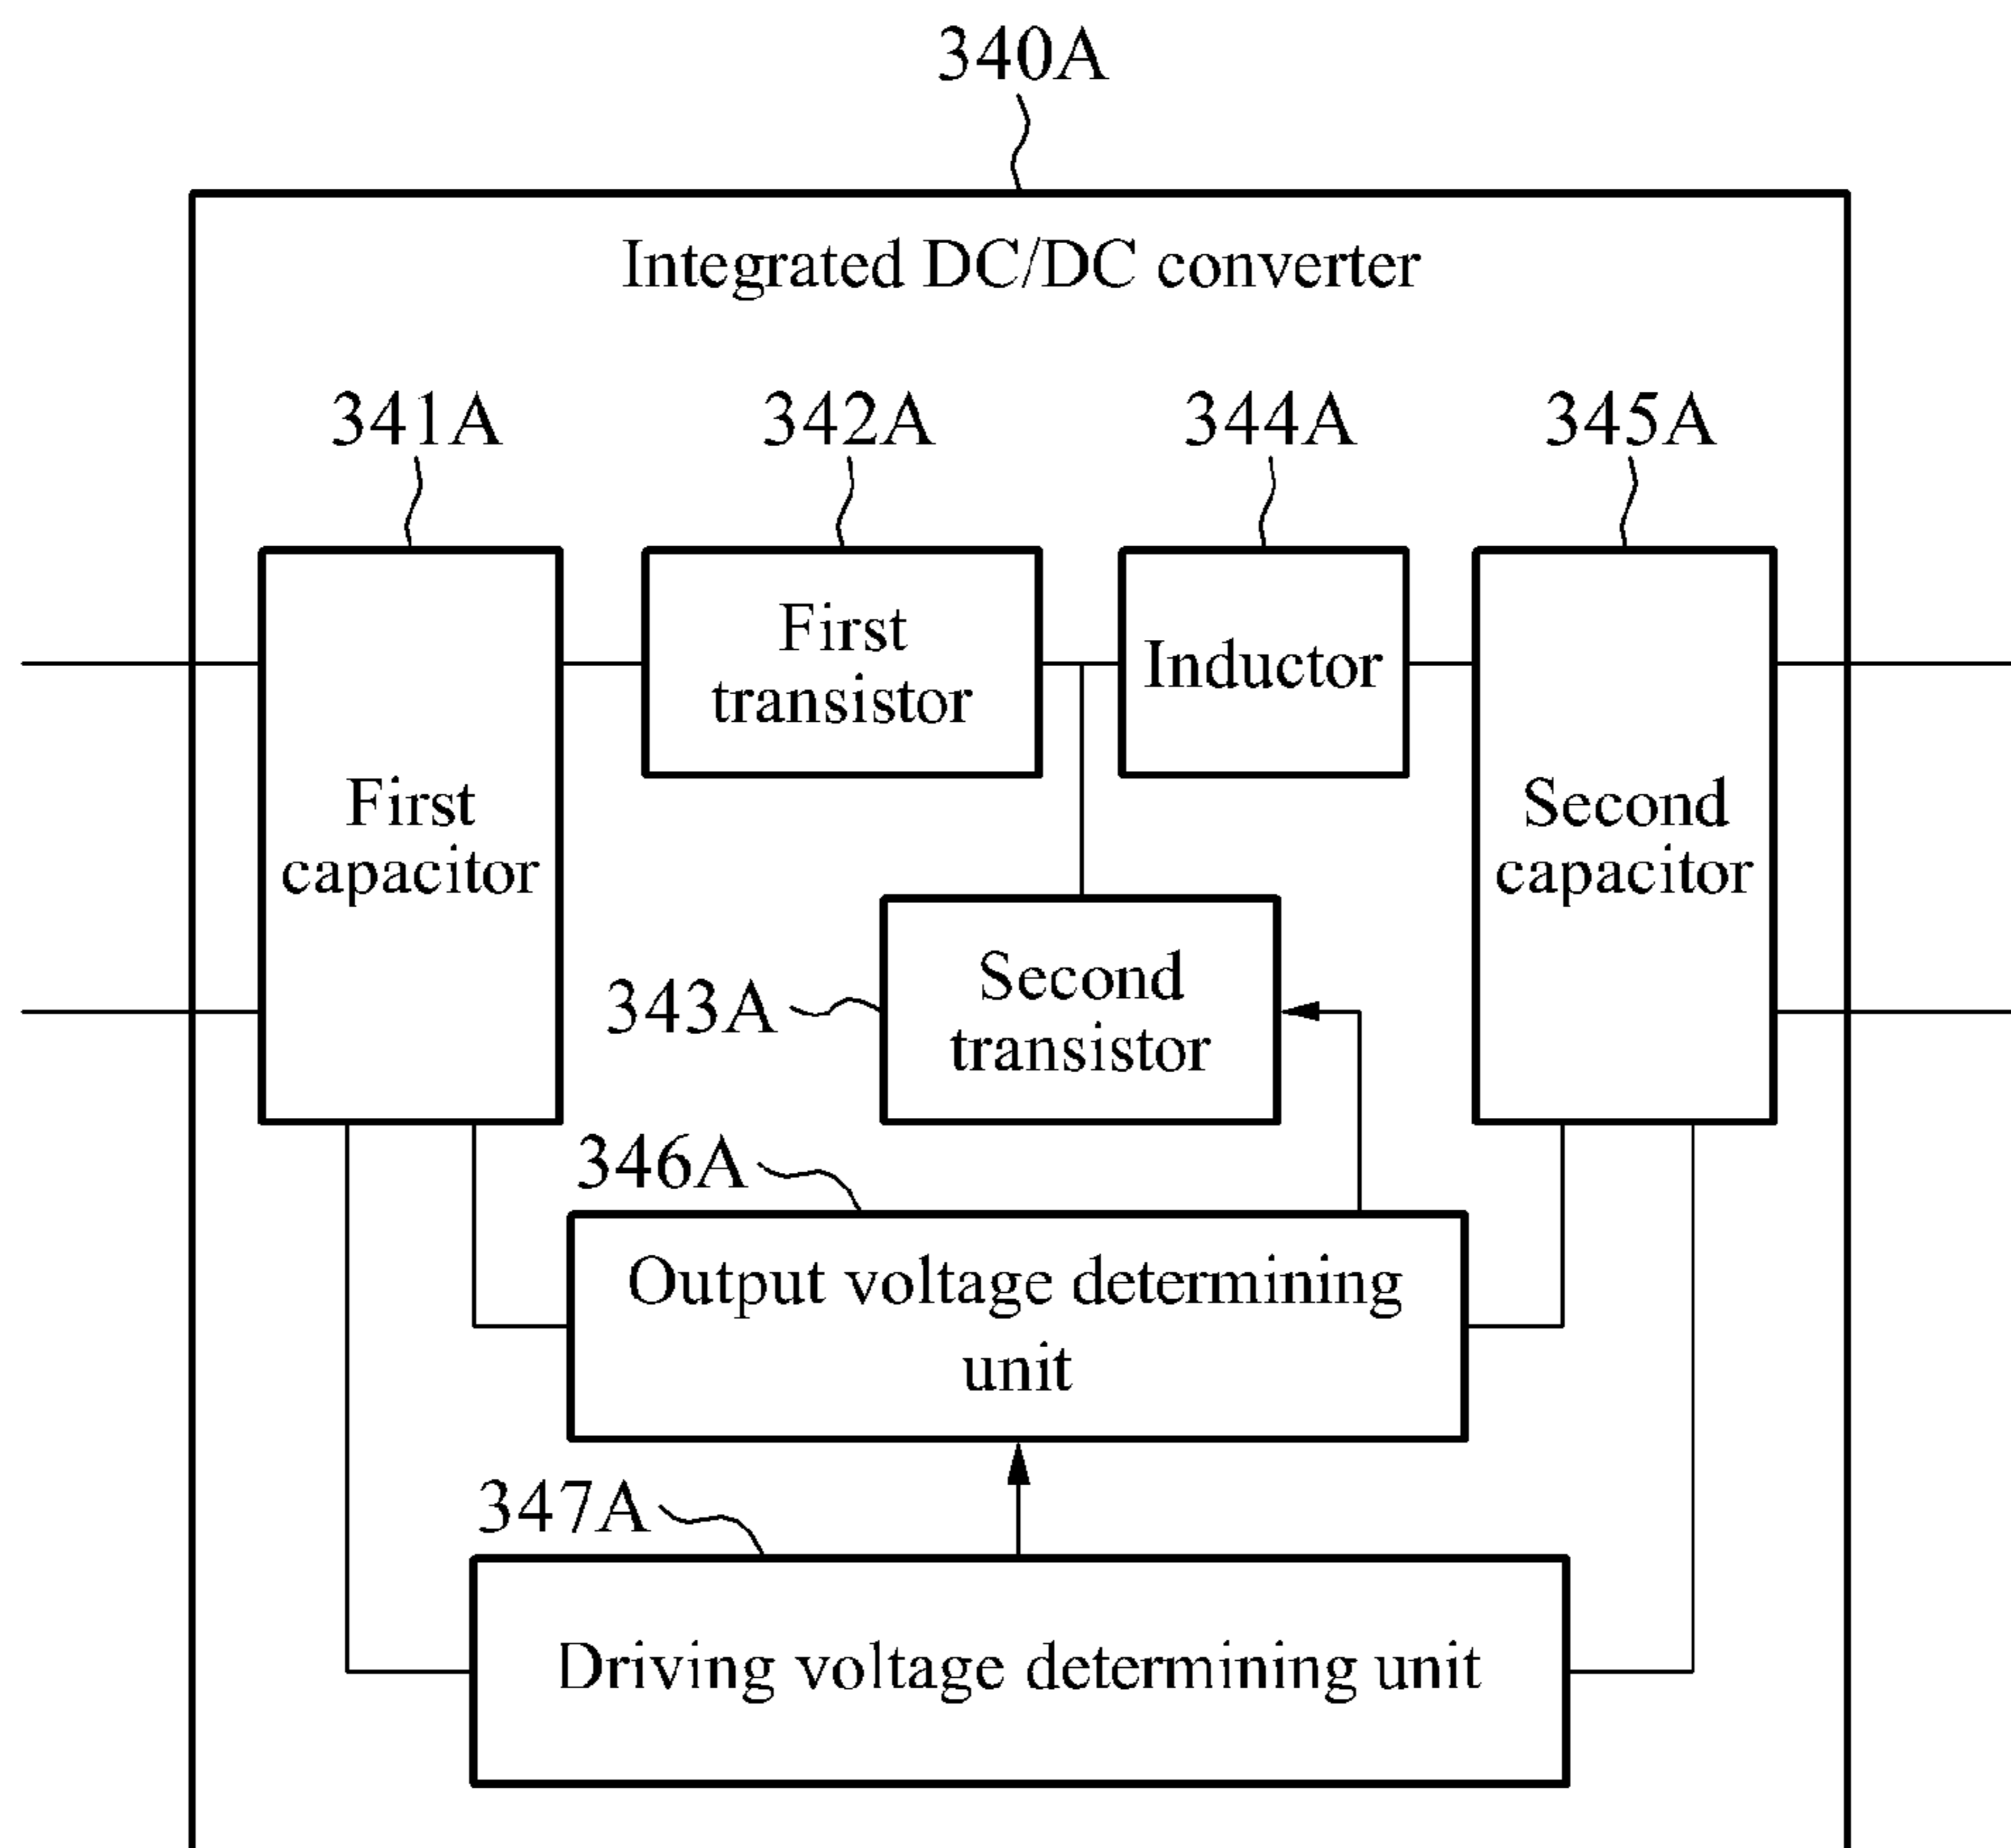 340A
Integrated DC/DC converter
341A
342A
344A
345A
First
transistor
Inductor
First
capacitor
Second
capacitor
343A
Second
transistor
346A
Output voltage determining
unit
347A
Driving voltage determining unit